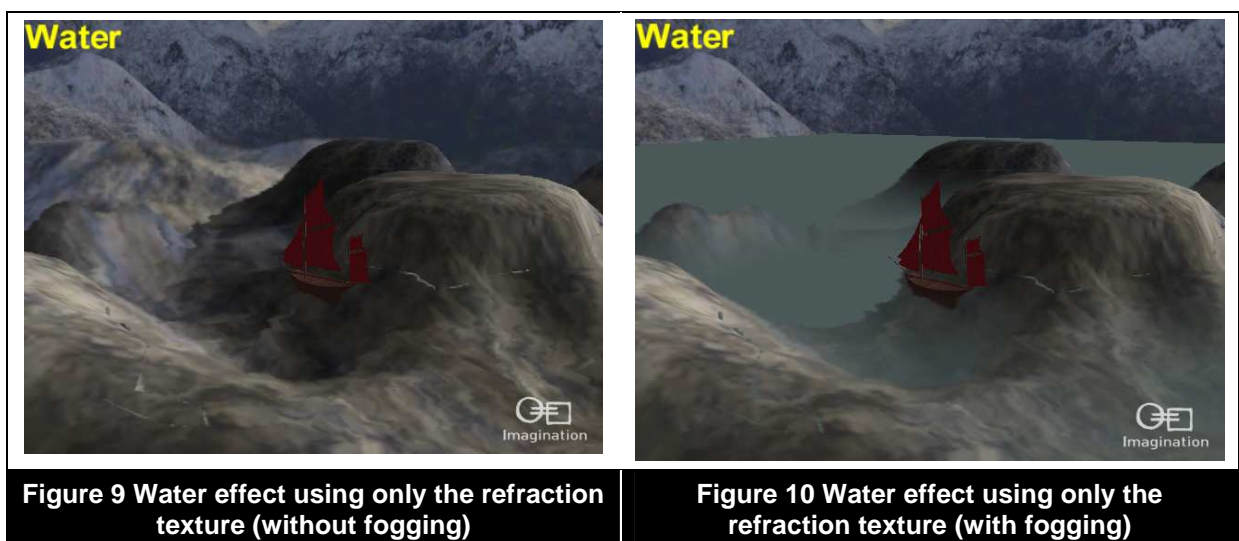 Water
Imagination
Water
Imagination
Figure 9 Water effect using only the refraction
texture (without fogging)
Figure 10 Water effect using only the
refraction texture (with fogging)